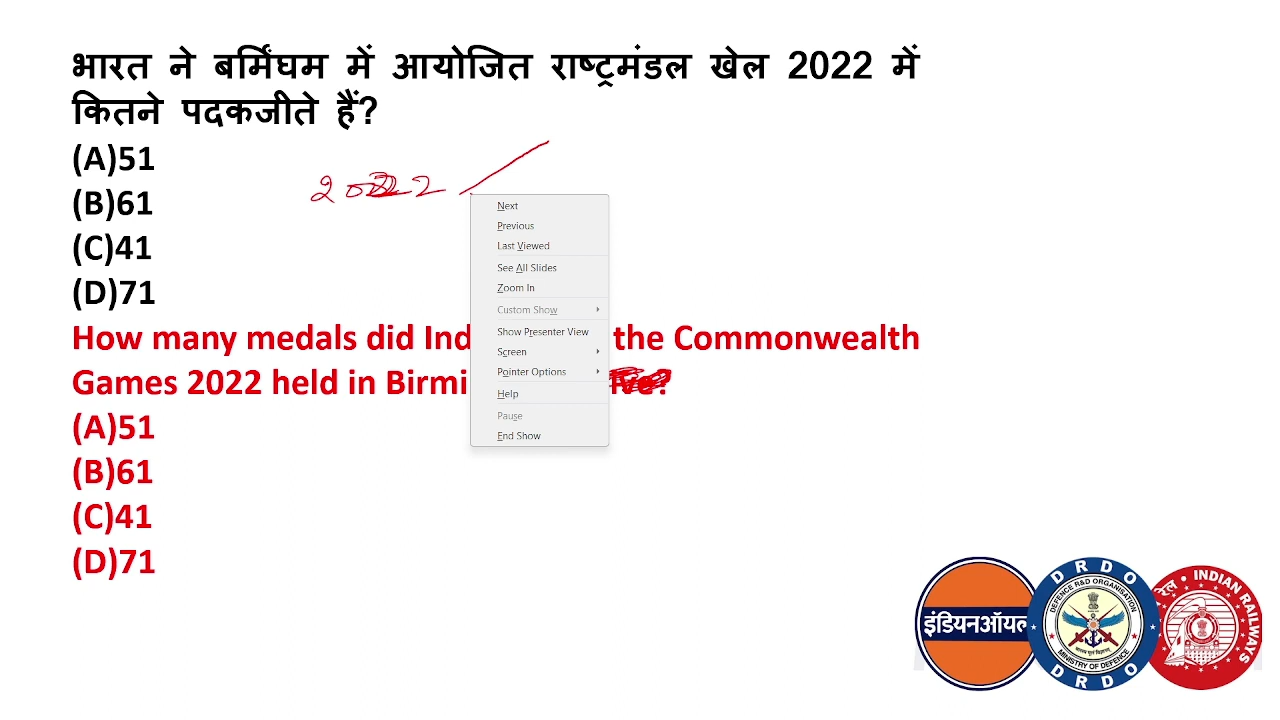 भारत ने बर्मिंघम में आयोजित राष्ट्रमंडल खेल 2022 में
कितने पदकजीते हैं?
(A)51
(B)61
(C)41
(D)71
2022
Next
Previous
Last Viewed
See All Slides
Zoom In
Custom Show
Show Presenter View
Screen
Pointer Options
Help
Pause
End Show
How many medals did Ind the Commonwealth
Games 2022 held in Birmi ?
(A)51
(B)61
(C)41
(D)71
इंडियनऑयल
DRDO
DEFENCE R&D ORGANISATION
MINISTRY OF DEFENCE
DRDO
रेल • INDIAN RAILWAYS